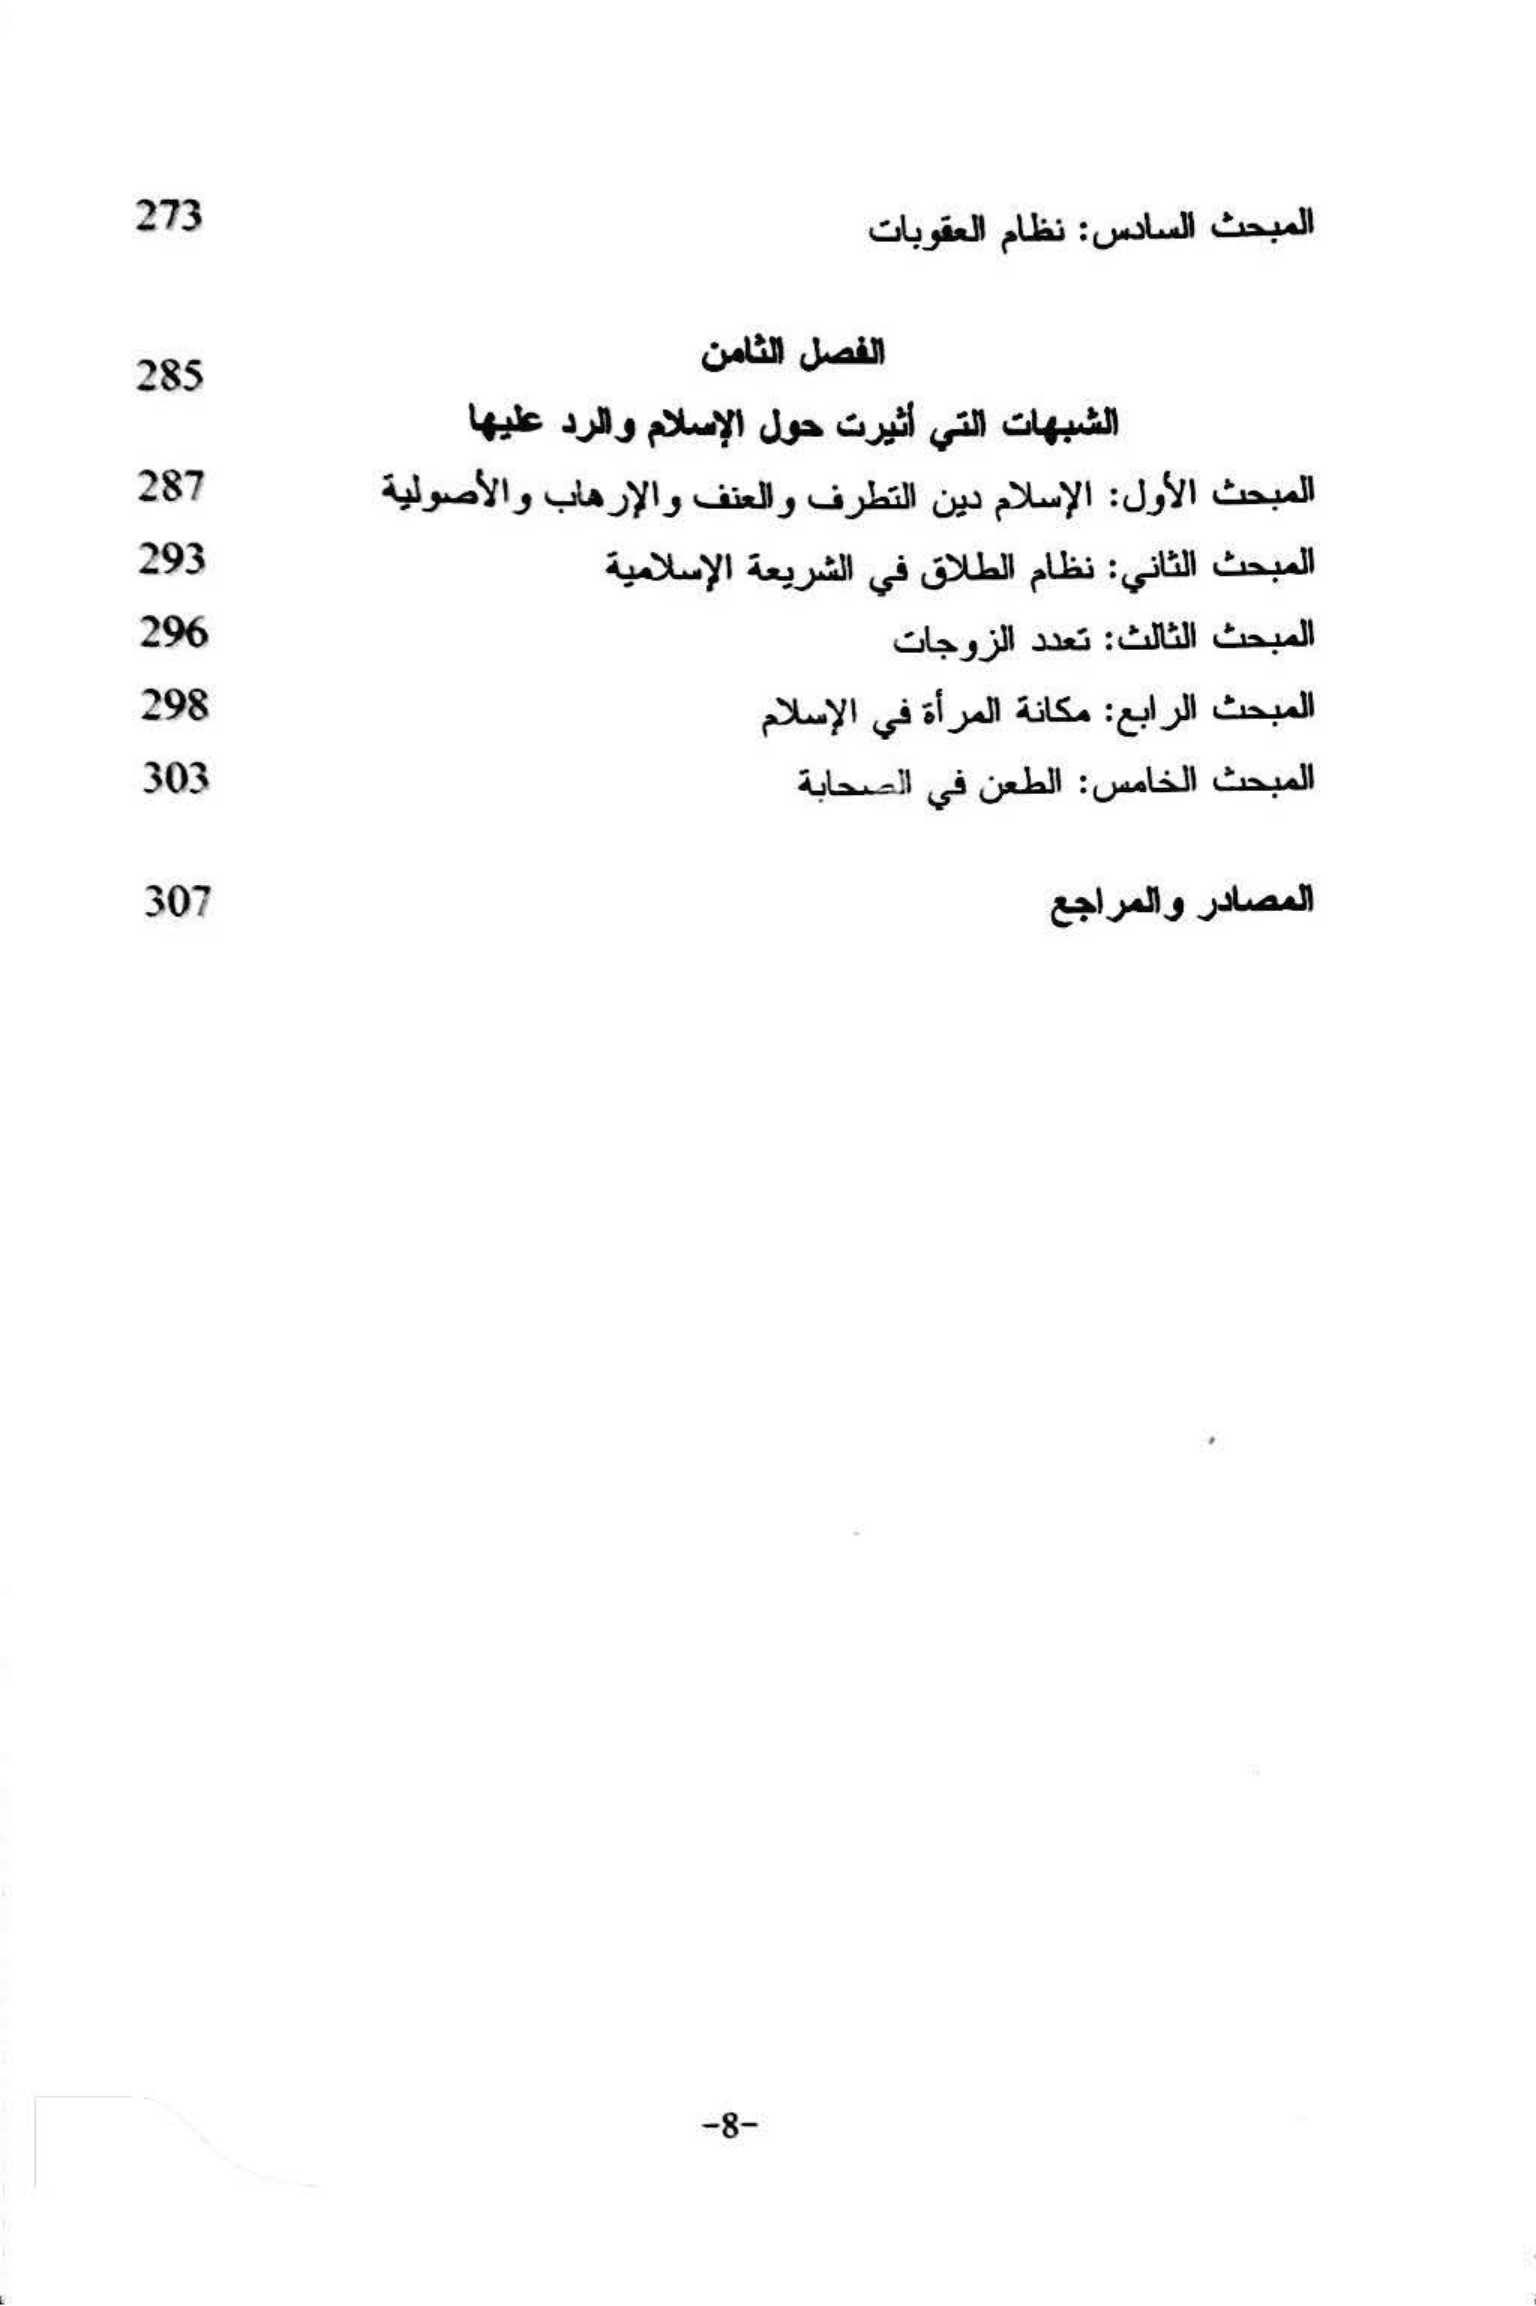 المبحث السادس: نظام العقوبات 273
الفصل الثامن 285
الشبهات التي أثيرت حول الإسلام والرد عليها
المبحث الأول: الإسلام دين التطرف والعنف والإرهاب والأصولية 287
المبحث الثاني: نظام الطلاق في الشريعة الإسلامية 293
المبحث الثالث: تعدد الزوجات 296
المبحث الرابع: مكانة المرأة في الإسلام 298
المبحث الخامس: الطعن في الصحابة 303
المصادر والمراجع 307
-8-